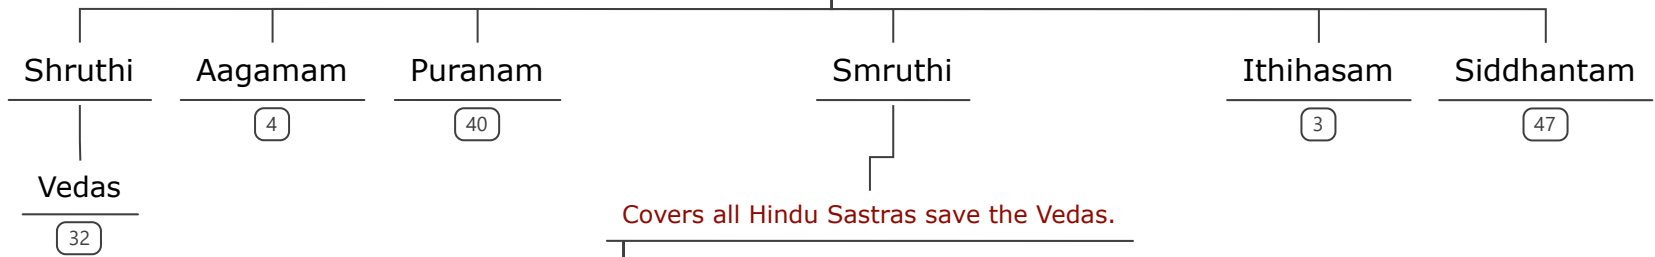 Shruthi Aagamam Puranam Smruthi Ithihasam Siddhantam
4 40 3 47
Vedas
Covers all Hindu Sastras save the Vedas.
32